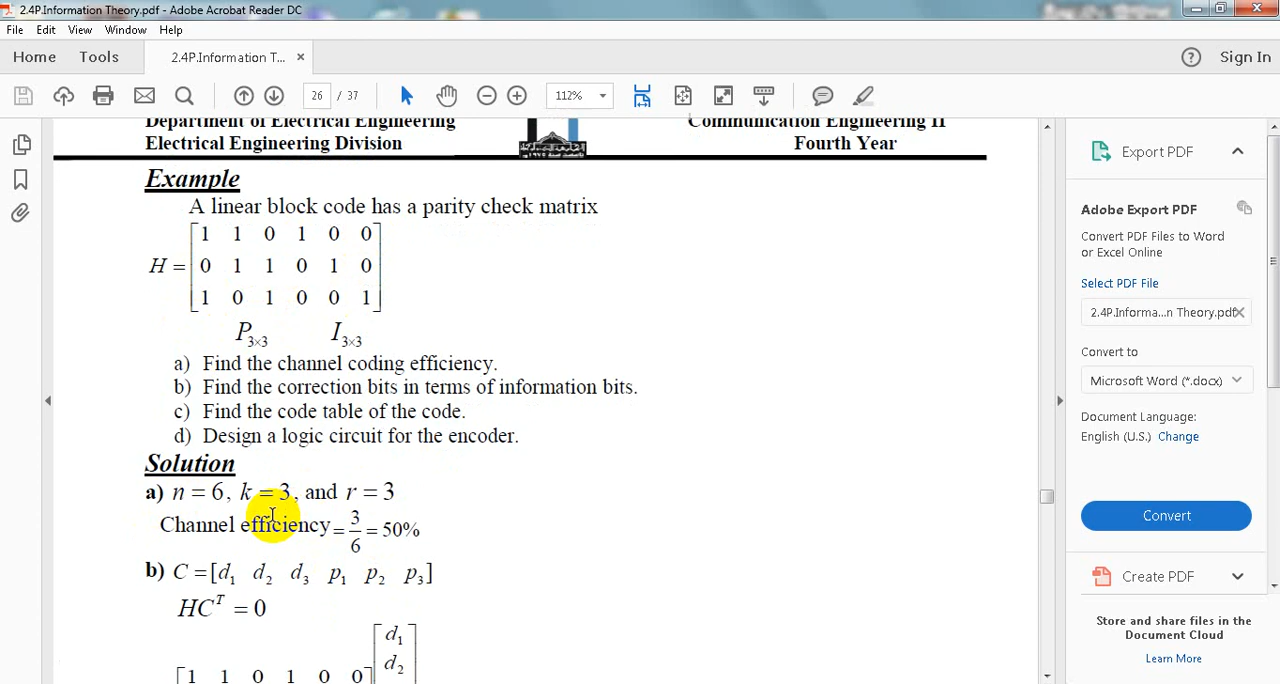 2.4P.Information Theory.pdf - Adobe Acrobat Reader DC
File Edit View Window Help
Home Tools 2.4P.Information T... × Sign In
26 / 37 112%
Department of Electrical Engineering Communication Engineering II
Electrical Engineering Division Fourth Year
Example
A linear block code has a parity check matrix
1 1 0 1 0 0
H = 0 1 1 0 1 0
1 0 1 0 0 1
P3×3 I3×3
a) Find the channel coding efficiency.
b) Find the correction bits in terms of information bits.
c) Find the code table of the code.
d) Design a logic circuit for the encoder.
Solution
a) n = 6, k = 3, and r = 3
Channel efficiency = 3/6 = 50%
b) C = [d1 d2 d3 p1 p2 p3]
HC^T = 0
d1
d2
1 1 0 1 0 0
Export PDF
Adobe Export PDF
Convert PDF Files to Word
or Excel Online
Select PDF File
2.4P.Informa...n Theory.pdf ×
Convert to
Microsoft Word (*.docx)
Document Language:
English (U.S.) Change
Convert
Create PDF
Store and share files in the
Document Cloud
Learn More